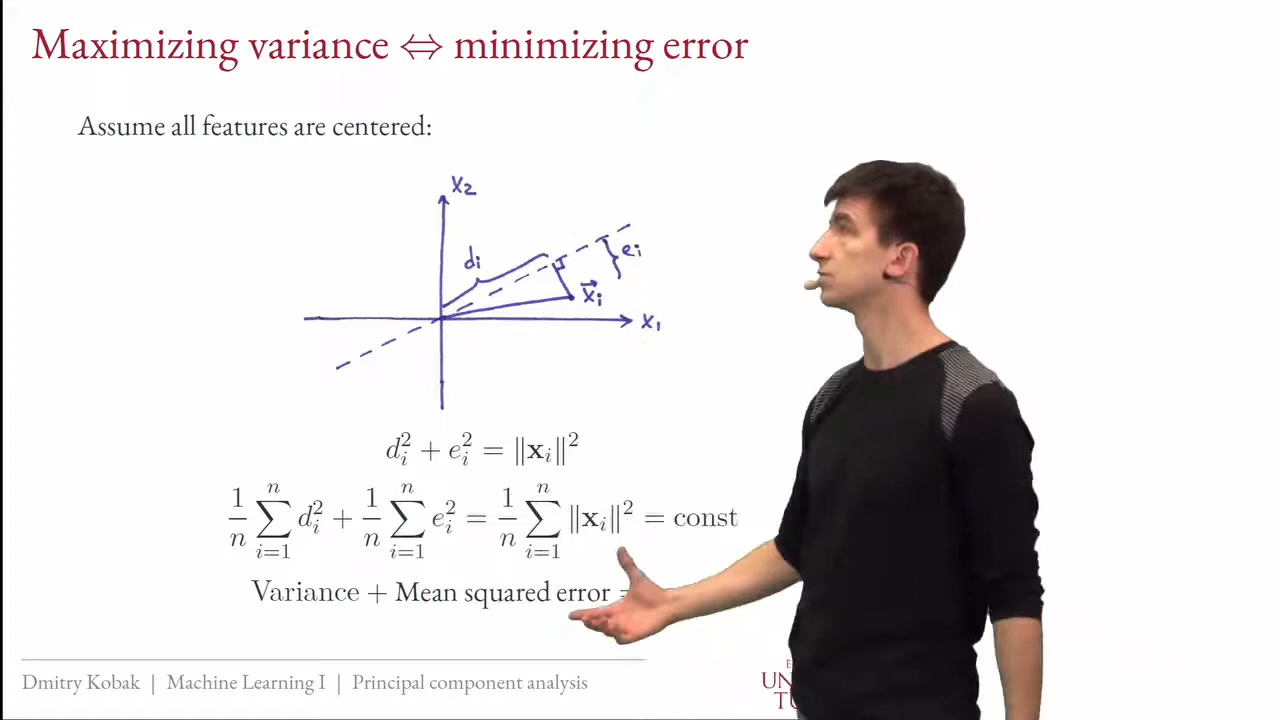 Maximizing variance ⇔ minimizing error
Assume all features are centered:
x₂
dᵢ
eᵢ
x⃗ᵢ
x₁
dᵢ² + eᵢ² = ‖xᵢ‖²
1/n ∑ᵢ₌₁ⁿ dᵢ² + 1/n ∑ᵢ₌₁ⁿ eᵢ² = 1/n ∑ᵢ₌₁ⁿ ‖xᵢ‖² = const
Variance + Mean squared error =
Dmitry Kobak | Machine Learning I | Principal component analysis